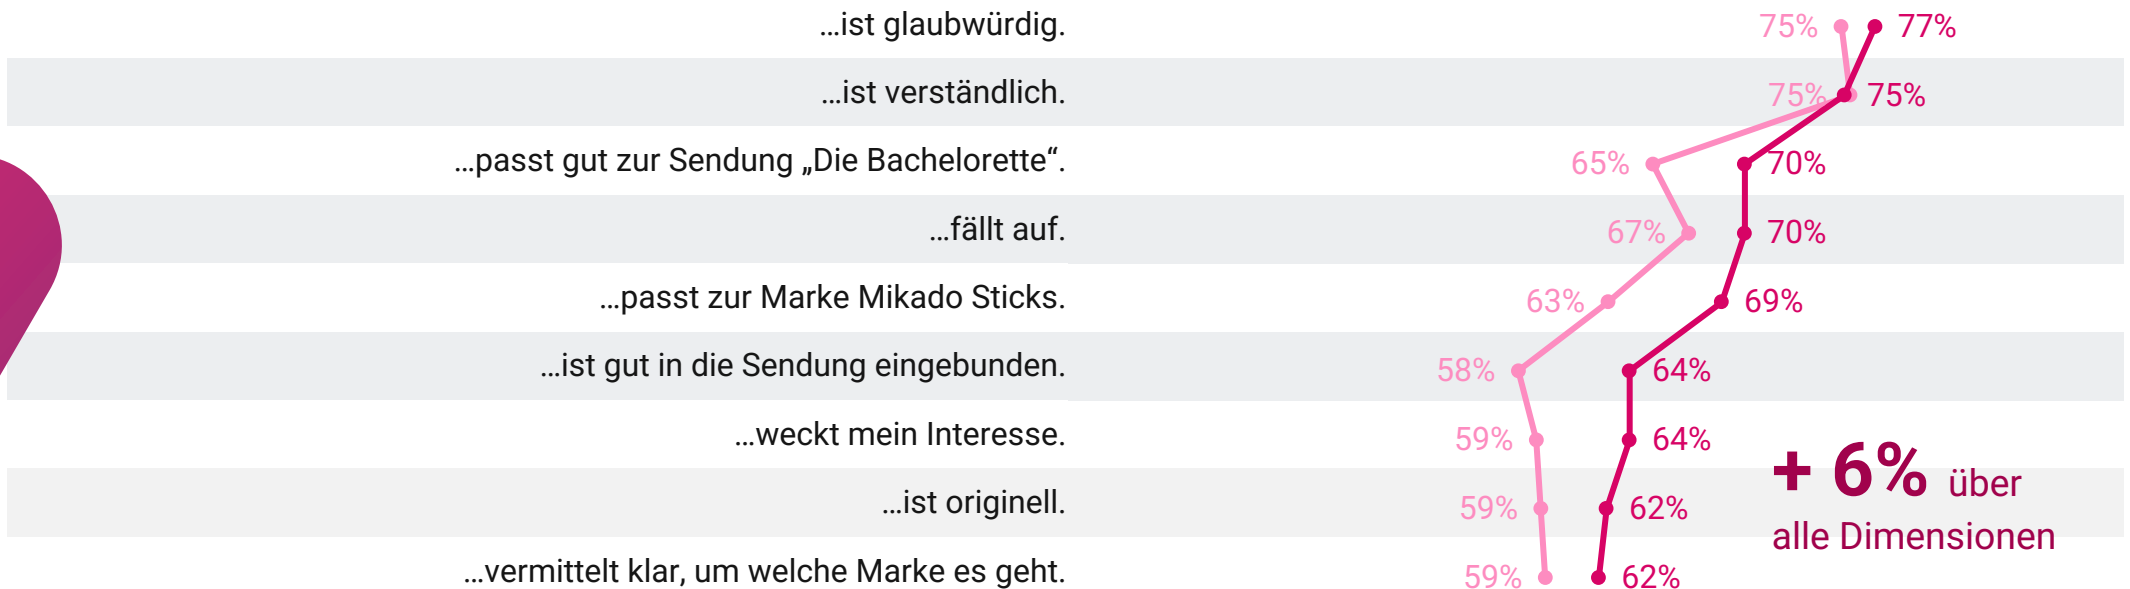 …ist glaubwürdig. 75% 77%
…ist verständlich. 75% 75%
…passt gut zur Sendung „Die Bachelorette“. 65% 70%
…fällt auf. 67% 70%
…passt zur Marke Mikado Sticks. 63% 69%
…ist gut in die Sendung eingebunden. 58% 64%
…weckt mein Interesse. 59% 64%
…ist originell. 59% 62%
…vermittelt klar, um welche Marke es geht. 59% 62%
+ 6% über
alle Dimensionen